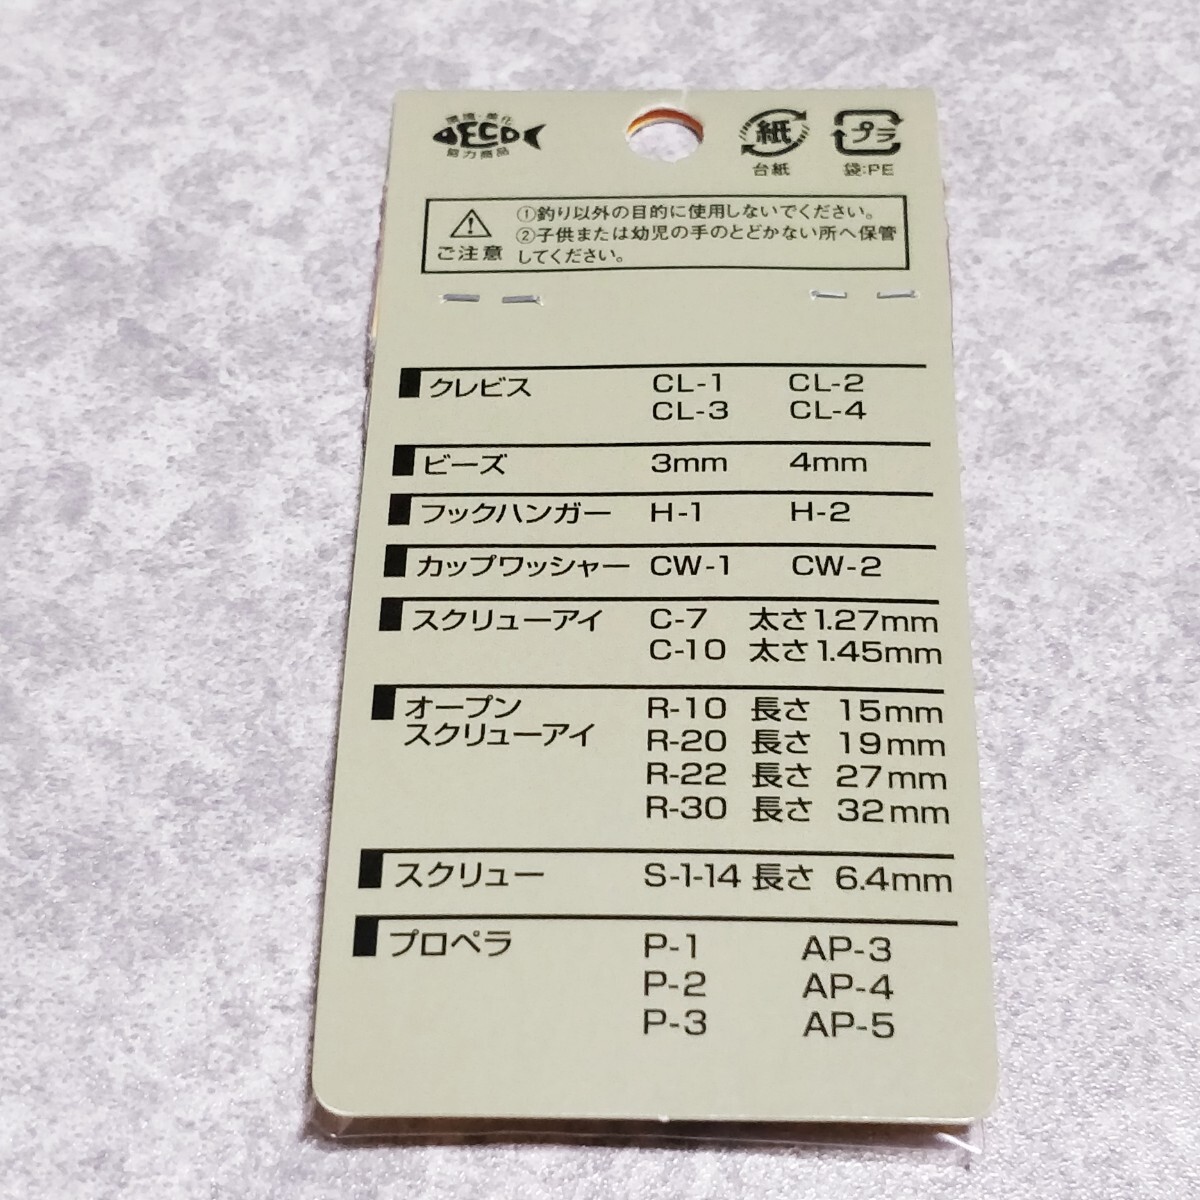 環境・美化
ECO
協力商品
紙
台紙
プラ
袋:PE
ご注意
①釣り以外の目的に使用しないでください。
②子供または幼児の手のとどかない所へ保管
してください。
クレビス CL-1 CL-2
CL-3 CL-4
ビーズ 3mm 4mm
フックハンガー H-1 H-2
カップワッシャー CW-1 CW-2
スクリューアイ C-7 太さ1.27mm
C-10 太さ1.45mm
オープン R-10 長さ 15mm
スクリューアイ R-20 長さ 19mm
R-22 長さ 27mm
R-30 長さ 32mm
スクリュー S-1-14 長さ 6.4mm
プロペラ P-1 AP-3
P-2 AP-4
P-3 AP-5